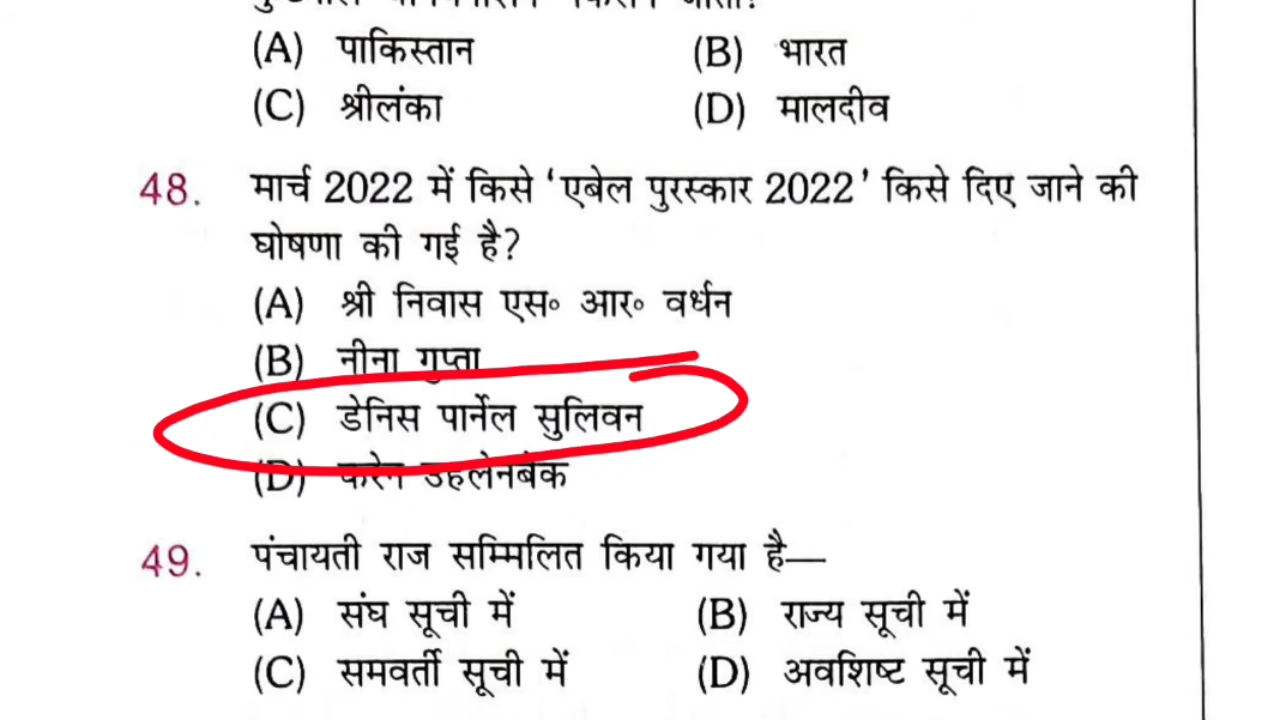 (A) पाकिस्तान (B) भारत
(C) श्रीलंका (D) मालदीव
48. मार्च 2022 में किसे ‘एबेल पुरस्कार 2022’ किसे दिए जाने की
घोषणा की गई है?
(A) श्री निवास एस॰ आर॰ वर्धन
(B) नीना गुप्ता
(C) डेनिस पार्नेल सुलिवन
(D) करेन उहलेनबेक
49. पंचायती राज सम्मिलित किया गया है—
(A) संघ सूची में (B) राज्य सूची में
(C) समवर्ती सूची में (D) अवशिष्ट सूची में